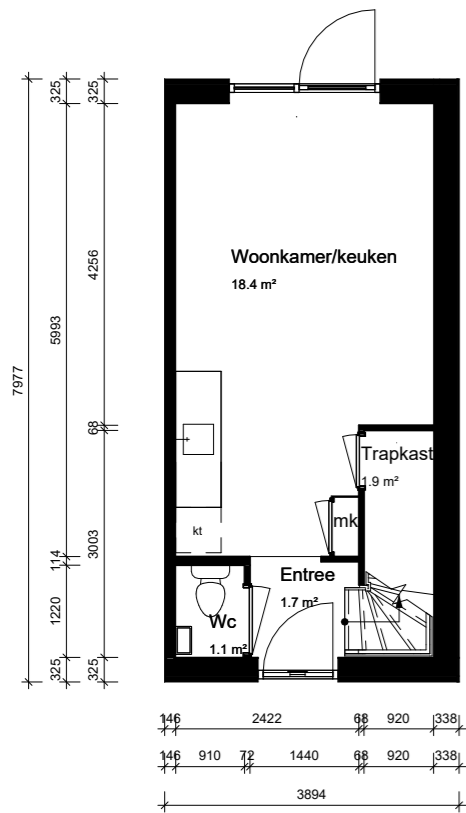 325
325
Woonkamer/keuken
18.4 m²
4256
5993
7977
68
Trapkast
1.9 m²
mk
kt
3003
114
Entree
1.7 m²
1220
Wc
1.1 m²
325
325
146 2422 68 920 338
146 910 72 1440 68 920 338
3894